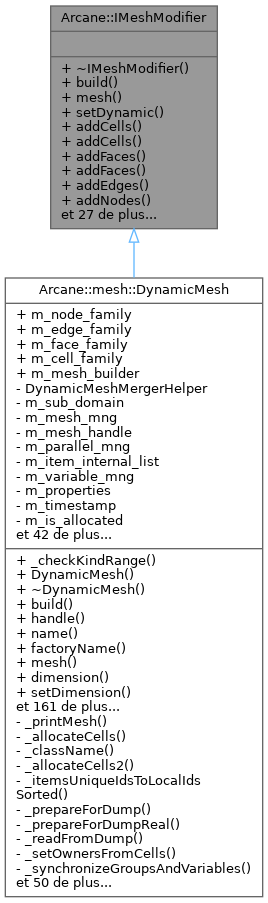 Arcane::IMeshModifier
+ ~IMeshModifier()
+ build()
+ mesh()
+ setDynamic()
+ addCells()
+ addCells()
+ addFaces()
+ addFaces()
+ addEdges()
+ addNodes()
et 27 de plus...
Arcane::mesh::DynamicMesh
+ m_node_family
+ m_edge_family
+ m_face_family
+ m_cell_family
+ m_mesh_builder
- DynamicMeshMergerHelper
- m_sub_domain
- m_mesh_mng
- m_mesh_handle
- m_parallel_mng
- m_item_internal_list
- m_variable_mng
- m_properties
- m_timestamp
- m_is_allocated
et 42 de plus...
+ _checkKindRange()
+ DynamicMesh()
+ ~DynamicMesh()
+ build()
+ handle()
+ name()
+ factoryName()
+ mesh()
+ dimension()
+ setDimension()
et 161 de plus...
- _printMesh()
- _allocateCells()
- _className()
- _allocateCells2()
- _itemsUniqueIdsToLocalIds
Sorted()
- _prepareForDump()
- _prepareForDumpReal()
- _readFromDump()
- _setOwnersFromCells()
- _synchronizeGroupsAndVariables()
et 50 de plus...